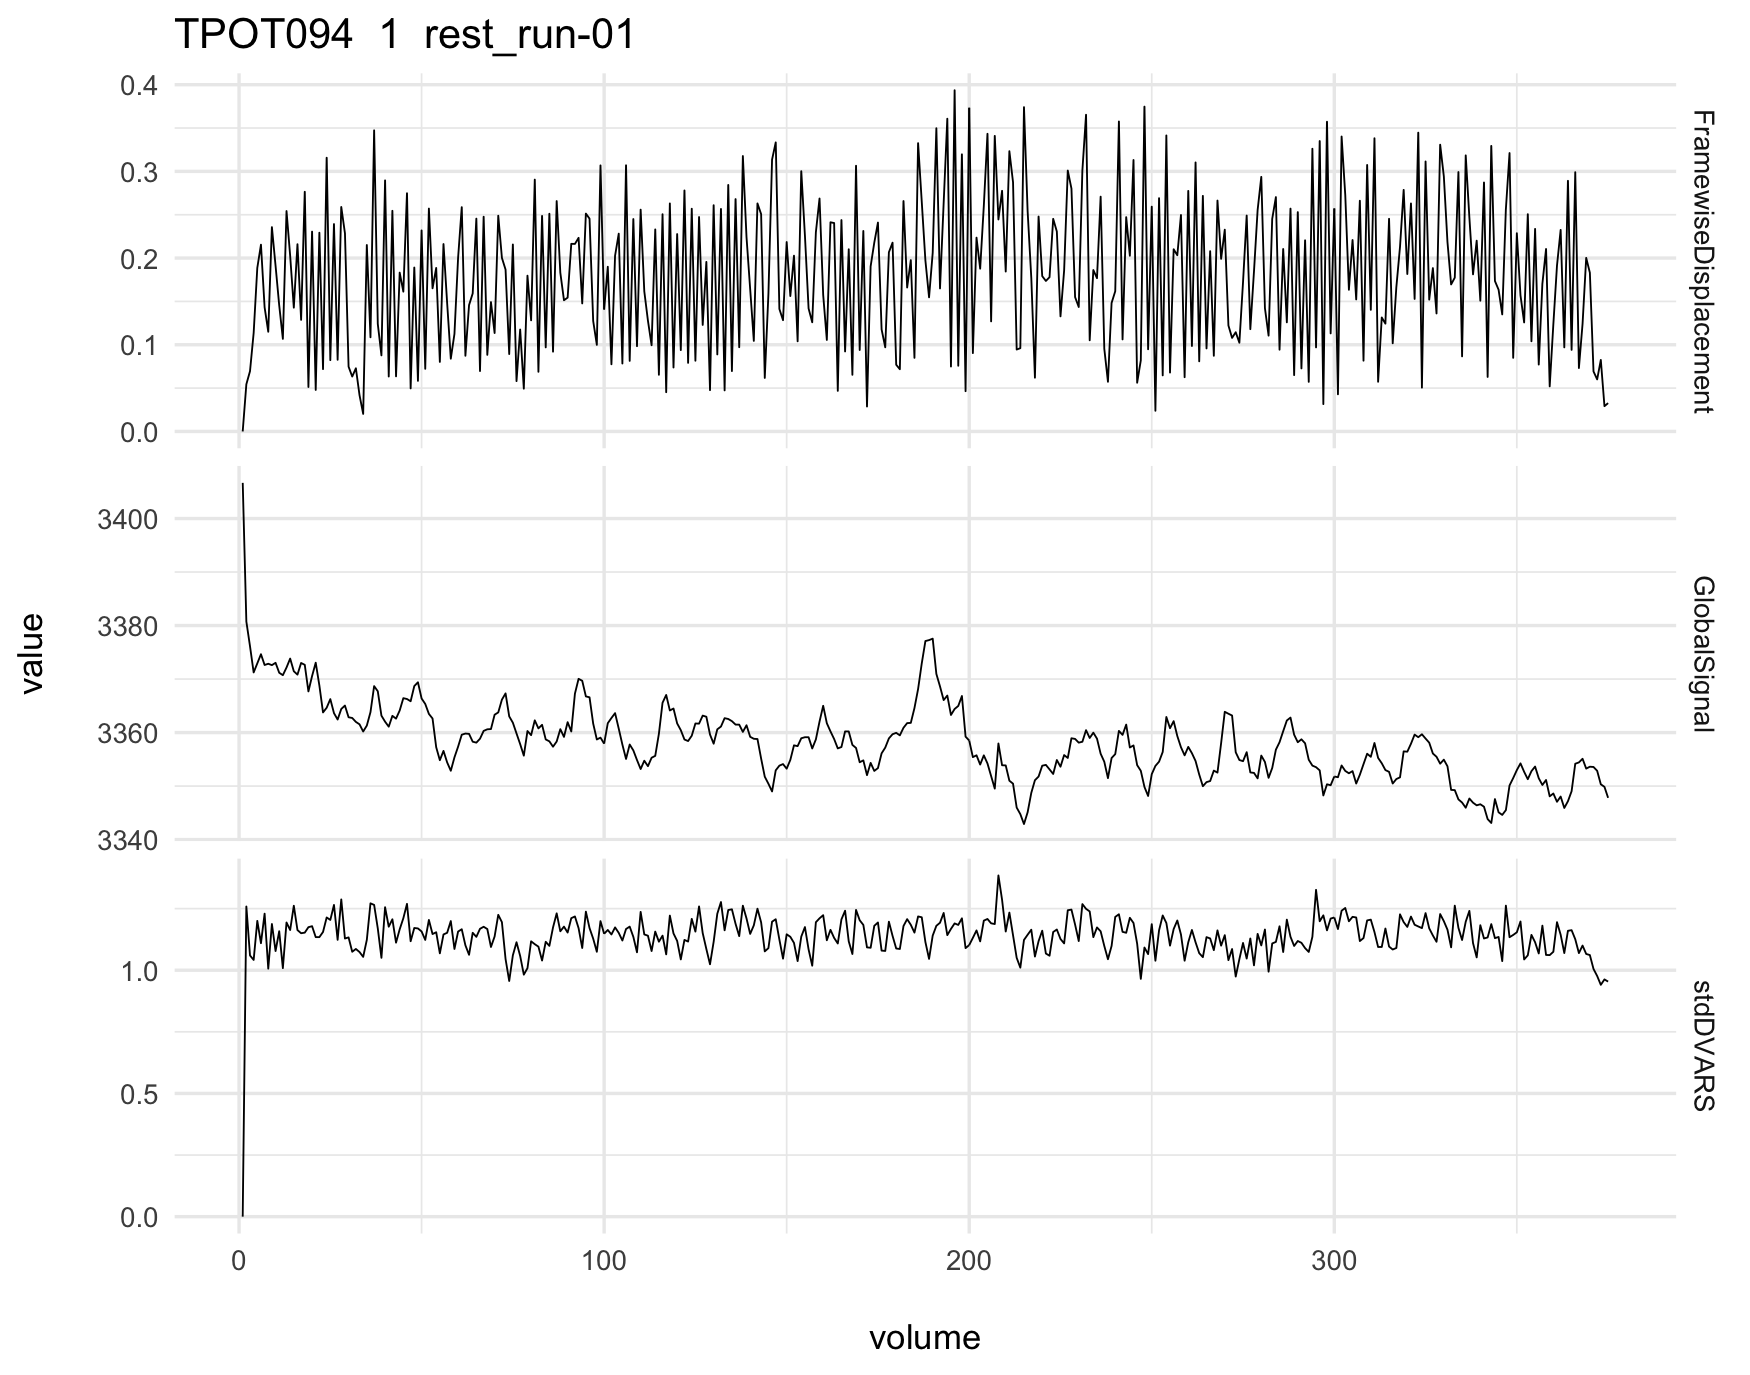 TPOT094 1 rest_run-01
0.4
0.3
0.2
0.1
0.0
FramewiseDisplacement
3400
3380
3360
3340
GlobalSignal
value
1.0
0.5
0.0
stdDVARS
0 100 200 300
volume